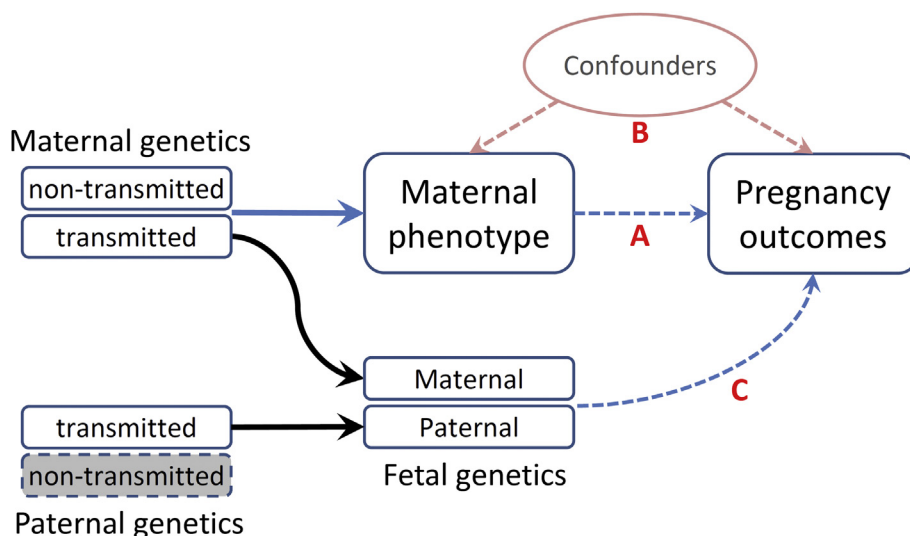 Confounders
B
Maternal genetics
non-transmitted
transmitted
Maternal
phenotype
A
Pregnancy
outcomes
Maternal
Paternal
C
Fetal genetics
transmitted
non-transmitted
Paternal genetics